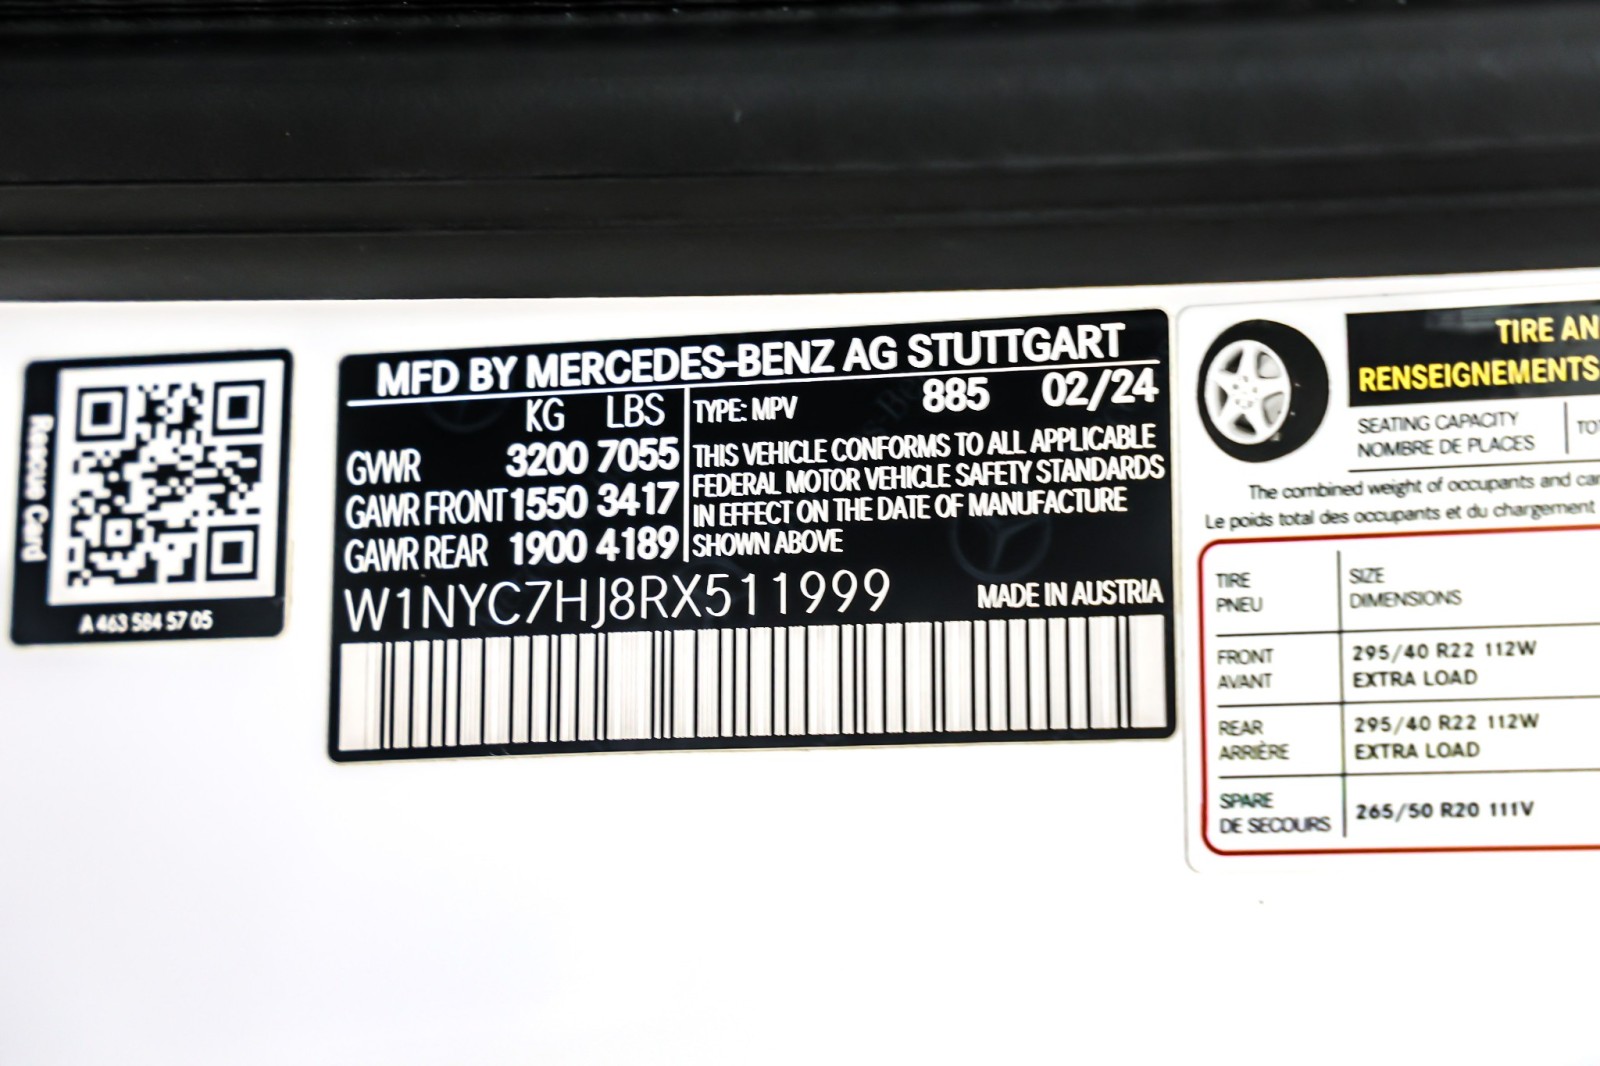 Rescue Card
A 463 584 57 05
MFD BY MERCEDES-BENZ AG STUTTGART
KG LBS
GVWR 3200 7055
GAWR FRONT 1550 3417
GAWR REAR 1900 4189
TYPE: MPV 885 02/24
THIS VEHICLE CONFORMS TO ALL APPLICABLE
FEDERAL MOTOR VEHICLE SAFETY STANDARDS
IN EFFECT ON THE DATE OF MANUFACTURE
SHOWN ABOVE
W1NYC7HJ8RX511999
MADE IN AUSTRIA
TIRE AN
RENSEIGNEMENTS
SEATING CAPACITY
NOMBRE DE PLACES
TO
The combined weight of occupants and ca
Le poids total des occupants et du chargement
TIRE SIZE
PNEU DIMENSIONS
FRONT 295/40 R22 112W
AVANT EXTRA LOAD
REAR 295/40 R22 112W
ARRIÈRE EXTRA LOAD
SPARE
DE SECOURS 265/50 R20 111V